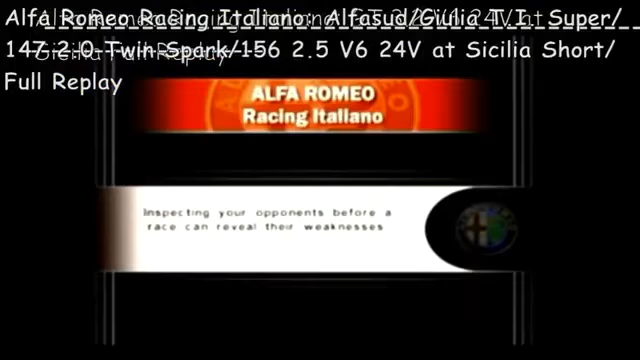 Alfa Romeo Racing Italiano: Alfasud/Giulia T.I. Super/
147 2.0 Twin Spark/156 2.5 V6 24V at Sicilia Short/
Full Replay
ALFA ROMEO
Racing Italiano
Inspecting your opponents before a
race can reveal their weaknesses